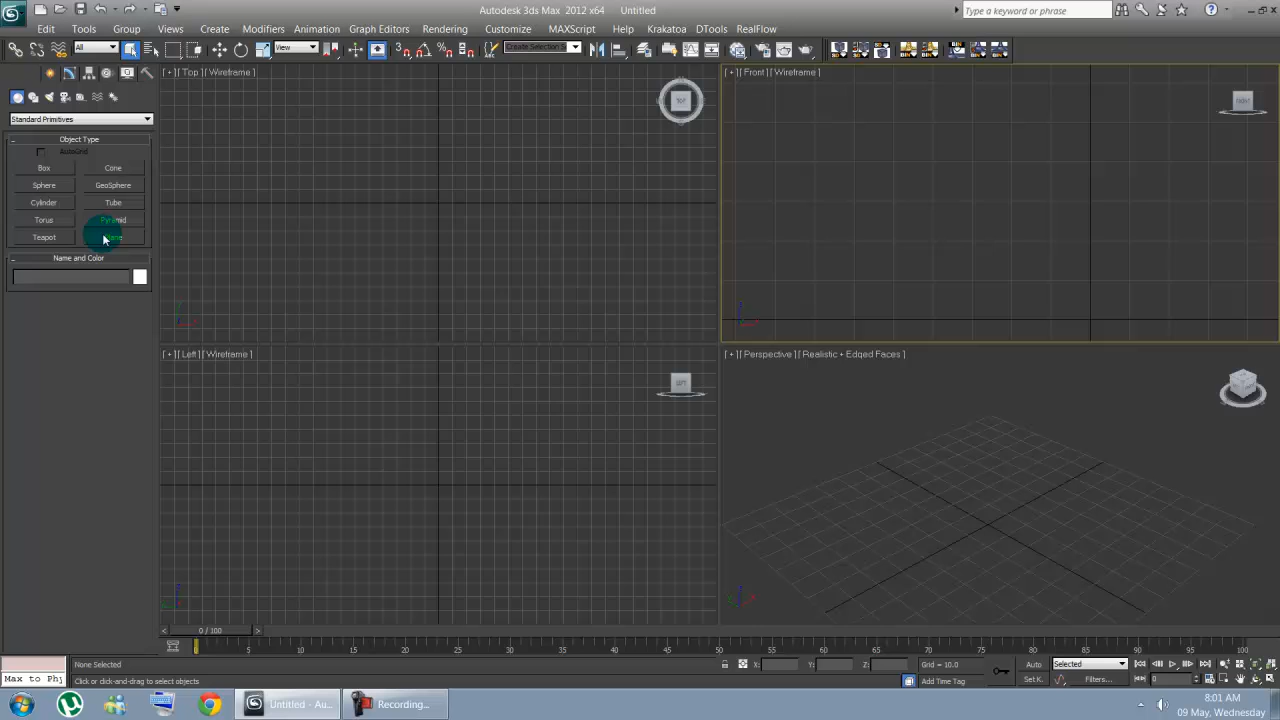 Autodesk 3ds Max 2012 x64 Untitled
Type a keyword or phrase
Edit Tools Group Views Create Modifiers Animation Graph Editors Rendering Customize MAXScript Help Krakatoa DTools RealFlow
All View Create Selection S
[+][Top][Wireframe]
TOP
[+][Front][Wireframe]
FRONT
Standard Primitives
Object Type
AutoGrid
Box Cone
Sphere GeoSphere
Cylinder Tube
Torus Pyramid
Teapot
Name and Color
[+][Left][Wireframe]
LEFT
[+][Perspective][Realistic + Edged Faces]
< 0 / 100 >
5 10 15 20 25 30 35 40 45 50 55 60 65 70 75 80 85 90 95 100
None Selected X: Y: Z: Grid = 10.0 Auto Selected
Max to Phj Click or click-and-drag to select objects Add Time Tag Set K. Filters... 0
Untitled - Au... Recording... 8:01 AM
09 May, Wednesday